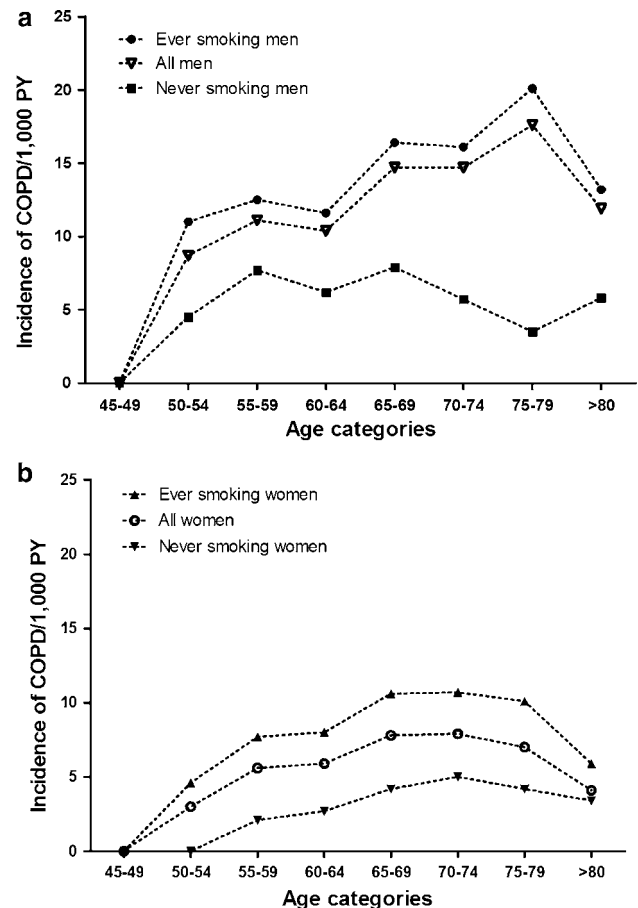 a
Ever smoking men
All men
Never smoking men
Incidence of COPD/1,000 PY
25
20
15
10
5
0
45-49 50-54 55-59 60-64 65-69 70-74 75-79 >80
Age categories
b
Ever smoking women
All women
Never smoking women
Incidence of COPD/1,000 PY
25
20
15
10
5
0
45-49 50-54 55-59 60-64 65-69 70-74 75-79 >80
Age categories